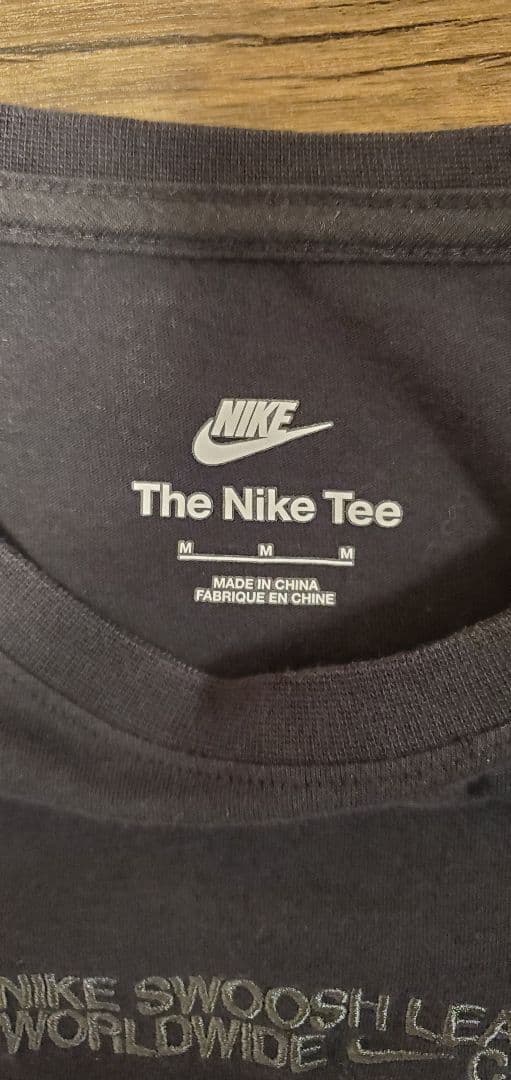 NIKE
The Nike Tee
M M M
MADE IN CHINA
FABRIQUE EN CHINE
NIKE SWOOSH
WORLDWIDE